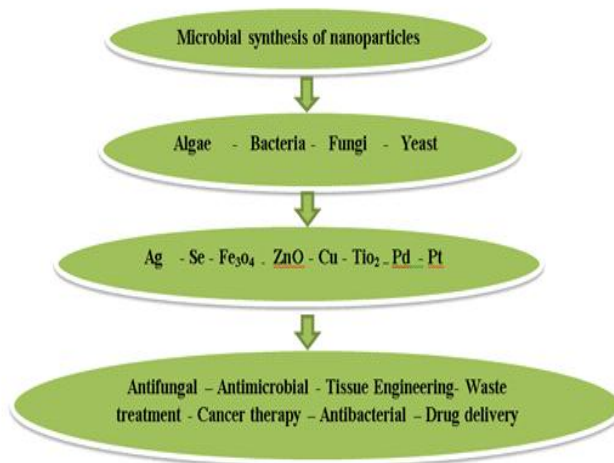 Microbial synthesis of nanoparticles
Algae - Bacteria - Fungi - Yeast
Ag - Se - Fe₃o₄ - ZnO - Cu - Tio₂ - Pd - Pt
Antifungal – Antimicrobial - Tissue Engineering- Waste
treatment - Cancer therapy – Antibacterial – Drug delivery